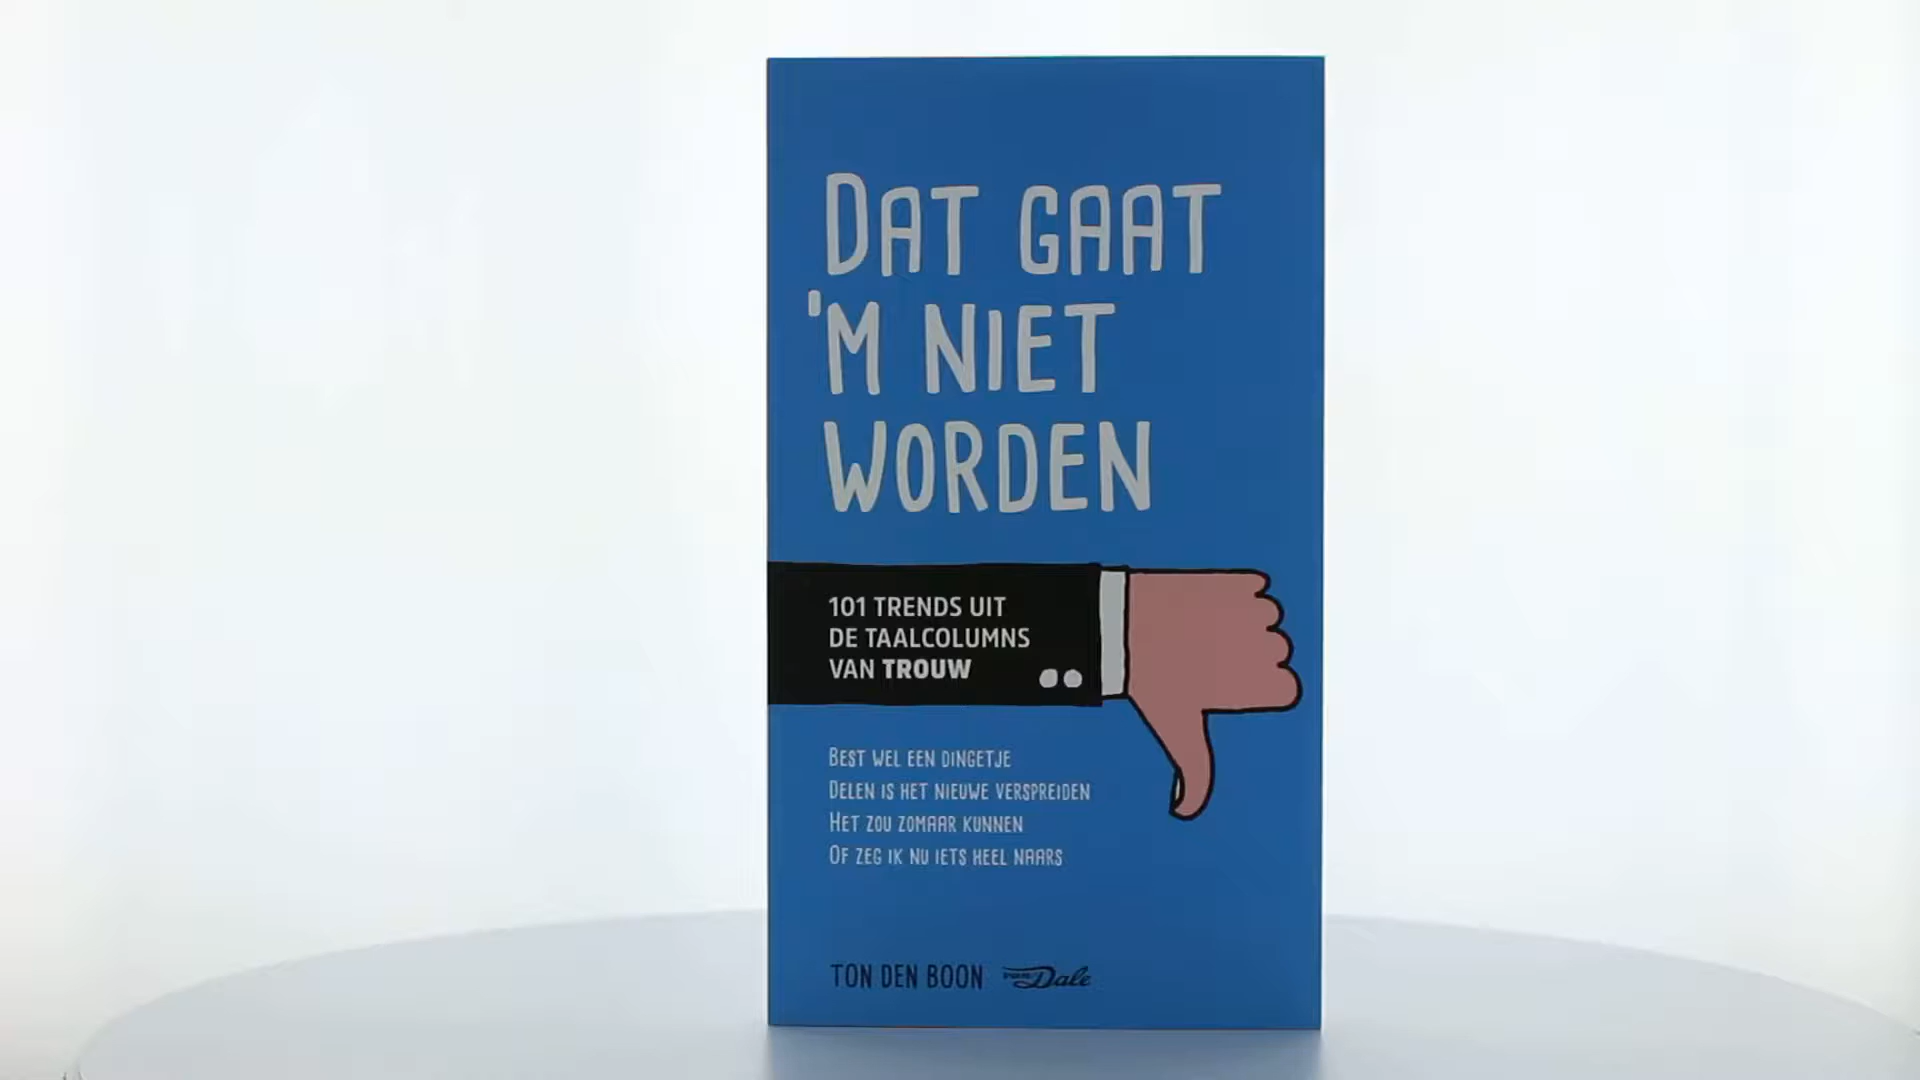 DAT GAAT
'M NIET
WORDEN
101 TRENDS UIT
DE TAALCOLUMNS
VAN TROUW
BEST WEL EEN DINGETJE
DELEN IS HET NIEUWE VERSPREIDEN
HET ZOU ZOMAAR KUNNEN
OF ZEG IK NU IETS HEEL NAARS
TON DEN BOON van Dale